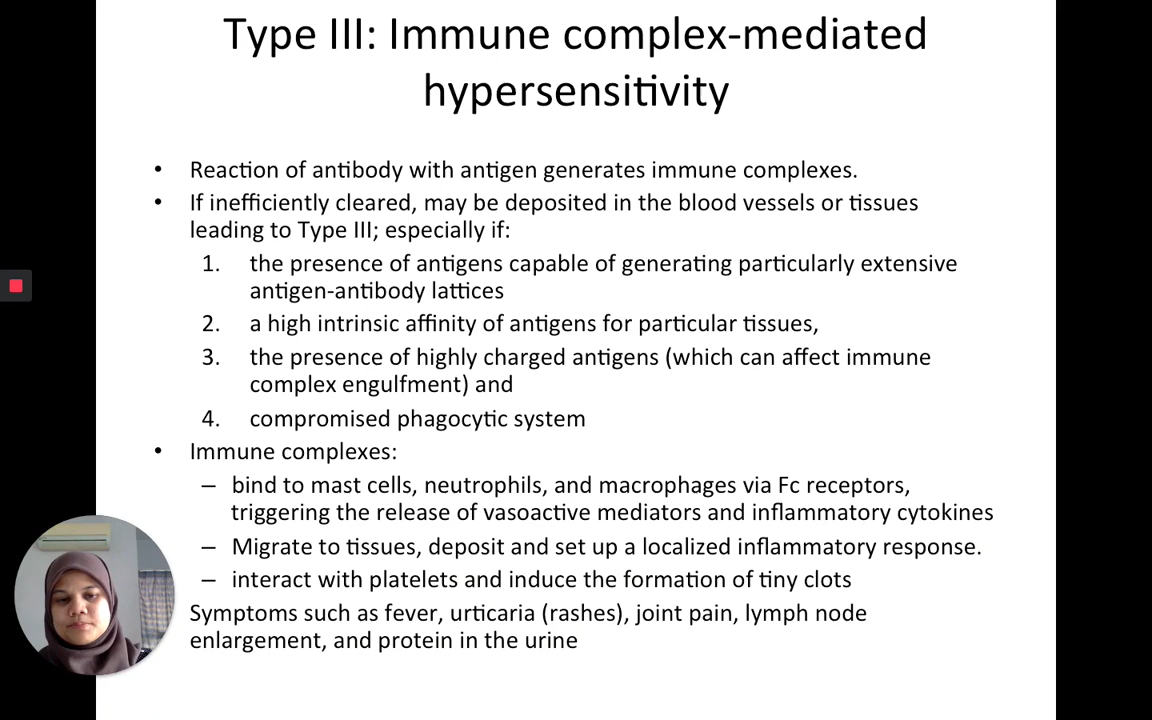 Type III: Immune complex-mediated
hypersensitivity
• Reaction of antibody with antigen generates immune complexes.
• If inefficiently cleared, may be deposited in the blood vessels or tissues
leading to Type III; especially if:
1. the presence of antigens capable of generating particularly extensive
antigen-antibody lattices
2. a high intrinsic affinity of antigens for particular tissues,
3. the presence of highly charged antigens (which can affect immune
complex engulfment) and
4. compromised phagocytic system
• Immune complexes:
– bind to mast cells, neutrophils, and macrophages via Fc receptors,
triggering the release of vasoactive mediators and inflammatory cytokines
– Migrate to tissues, deposit and set up a localized inflammatory response.
– interact with platelets and induce the formation of tiny clots
Symptoms such as fever, urticaria (rashes), joint pain, lymph node
enlargement, and protein in the urine